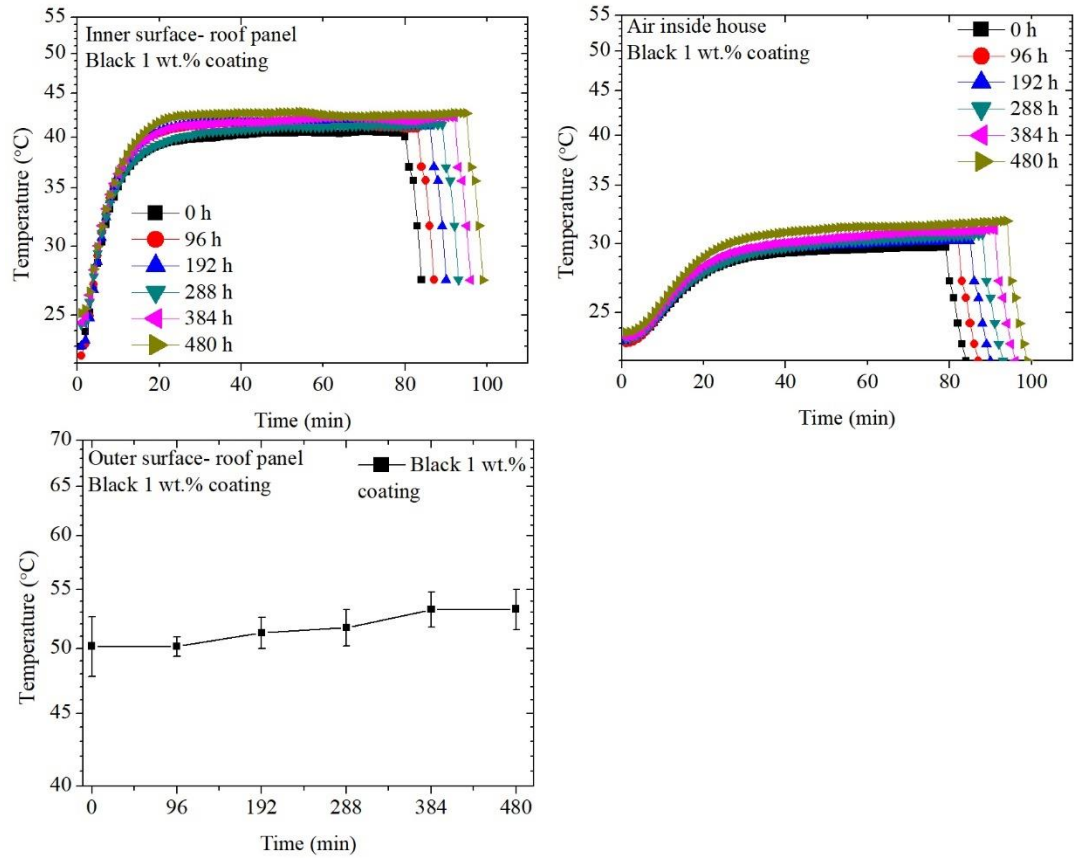 Inner surface- roof panel
Black 1 wt.% coating
55
50
45
40
35
30
25
0
20
40
60
80
100
Temperature (°C)
Time (min)
0 h
96 h
192 h
288 h
384 h
480 h
Air inside house
Black 1 wt.% coating
55
50
45
40
35
30
25
0
20
40
60
80
100
Temperature (°C)
Time (min)
0 h
96 h
192 h
288 h
384 h
480 h
Outer surface- roof panel
Black 1 wt.% coating
Black 1 wt.%
coating
70
65
60
55
50
45
40
0
96
192
288
384
480
Temperature (°C)
Time (min)